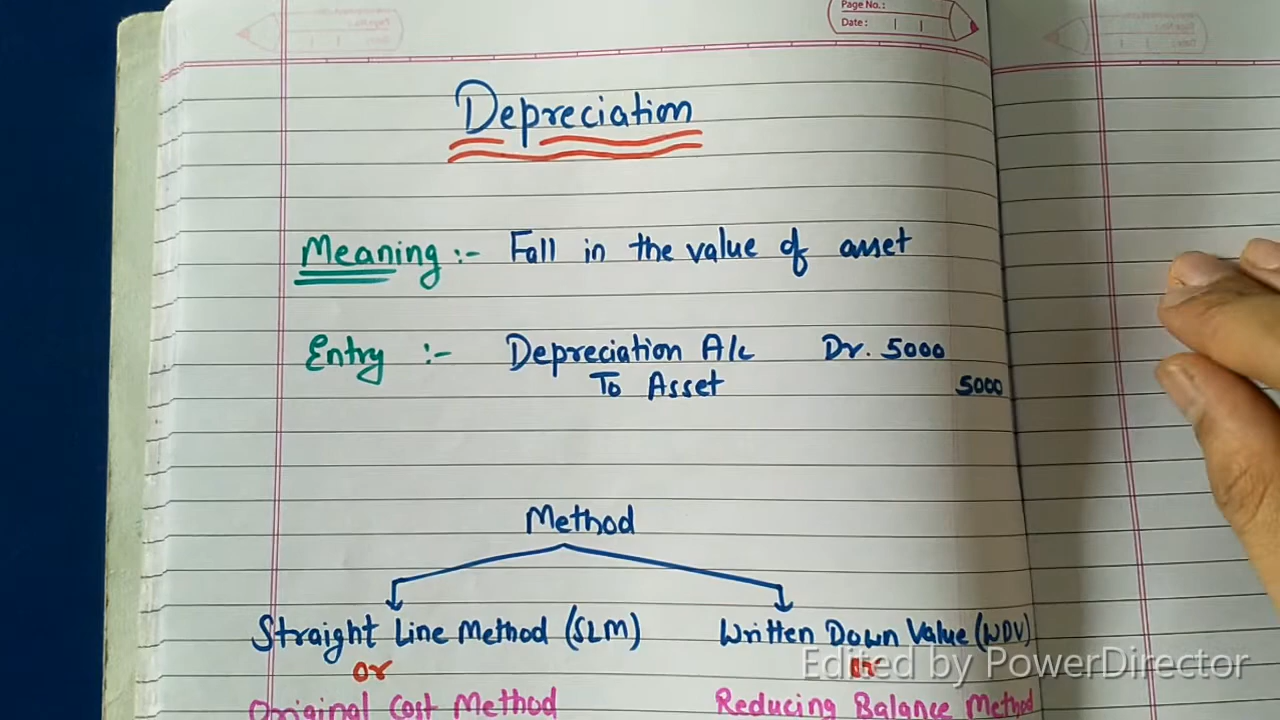 Page No.:
Date:
Depreciation
Meaning :- Fall in the value of asset
Entry :- Depreciation A/c Dr. 5000
To Asset 5000
Method
Straight Line Method (SLM) Written Down Value (WDV)
or or
Original Cost Method Reducing Balance Method
Edited by PowerDirector